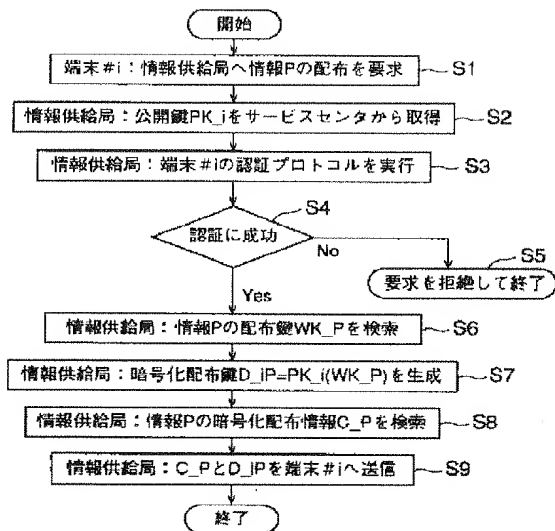 開始
端末#i:情報供給局へ情報Pの配布を要求
S1
情報供給局:公開鍵PK_iをサービスセンタから取得
S2
情報供給局:端末#iの認証プロトコルを実行
S3
S4
認証に成功
No
S5
要求を拒絶して終了
Yes
情報供給局:情報Pの配布鍵WK_Pを検索
S6
情報供給局:暗号化配布鍵D_iP=PK_i(WK_P)を生成
S7
情報供給局:情報Pの暗号化配布情報C_Pを検索
S8
情報供給局:C_PとD_iPを端末#iへ送信
S9
終了